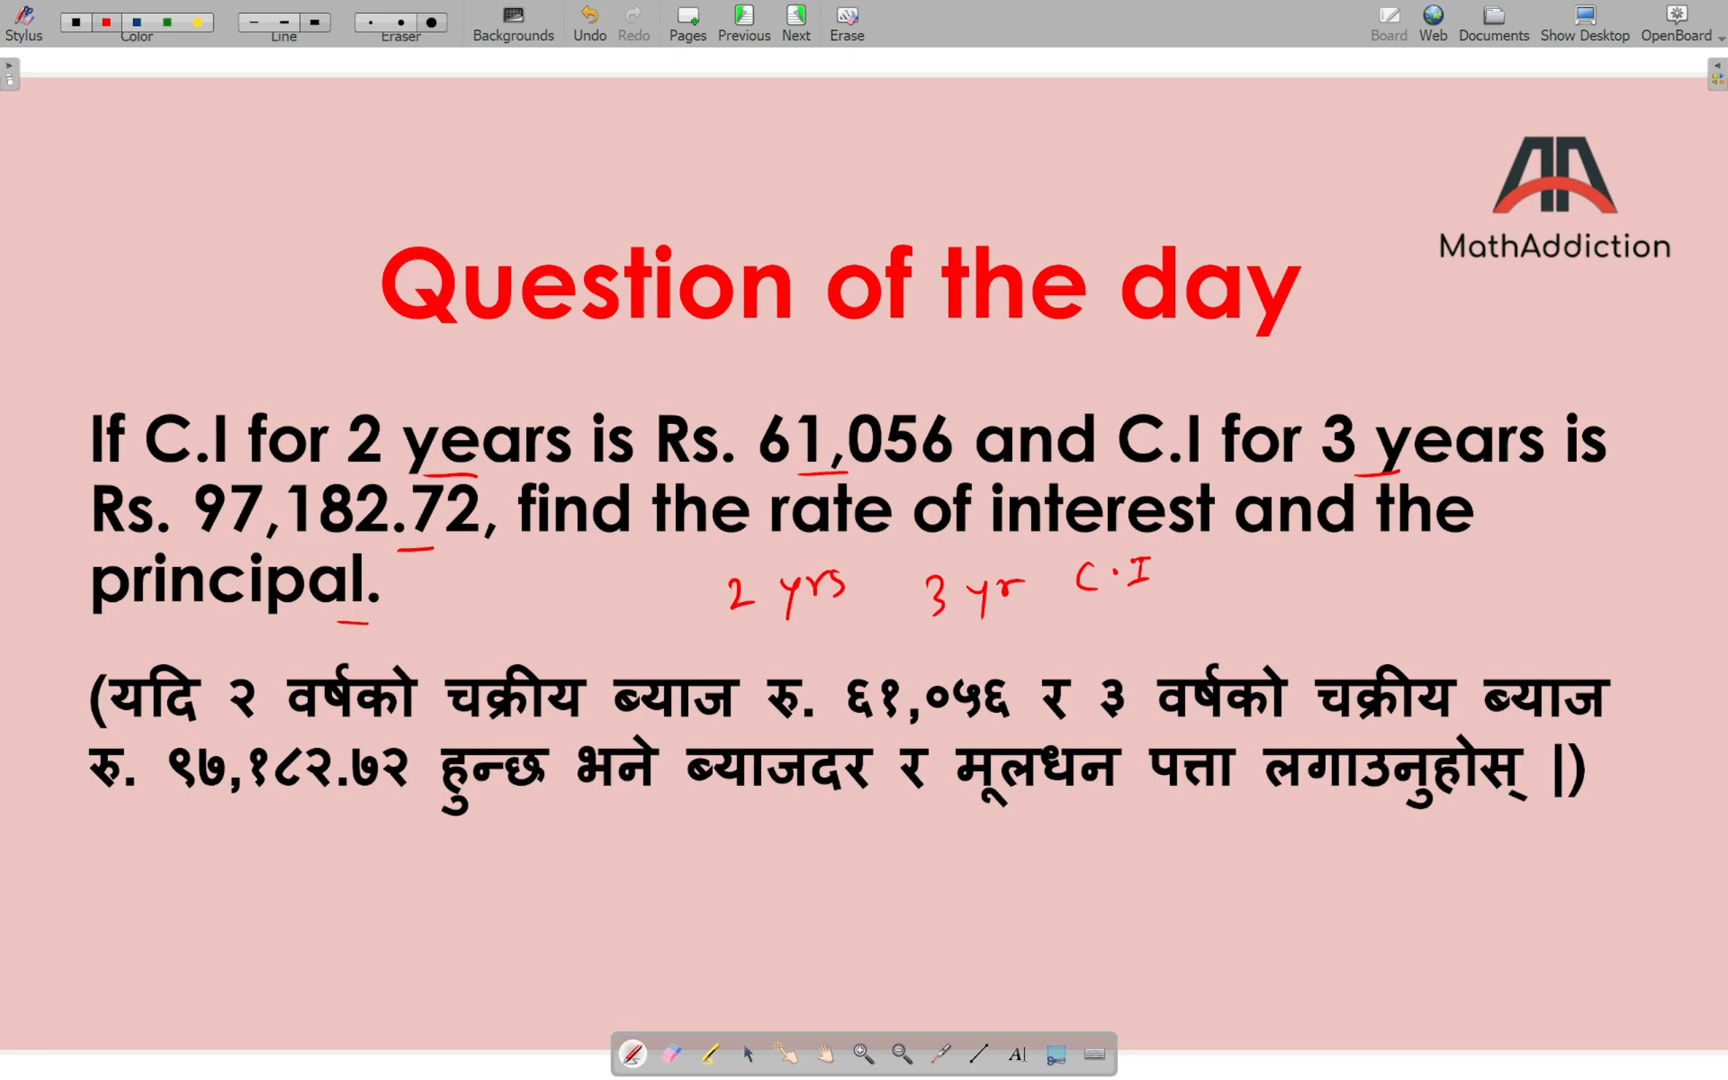 Stylus
Color
Line
Eraser
Backgrounds
Undo
Redo
Pages
Previous
Next
Erase
Board
Web
Documents
Show Desktop
OpenBoard
MathAddiction
Question of the day
If C.I for 2 years is Rs. 61,056 and C.I for 3 years is
Rs. 97,182.72, find the rate of interest and the
principal.
2 yrs 3 yr C.I
(यदि २ वर्षको चक्रीय ब्याज रु. ६१,०५६ र ३ वर्षको चक्रीय ब्याज
रु. ९७,१८२.७२ हुन्छ भने ब्याजदर र मूलधन पत्ता लगाउनुहोस् |)
A